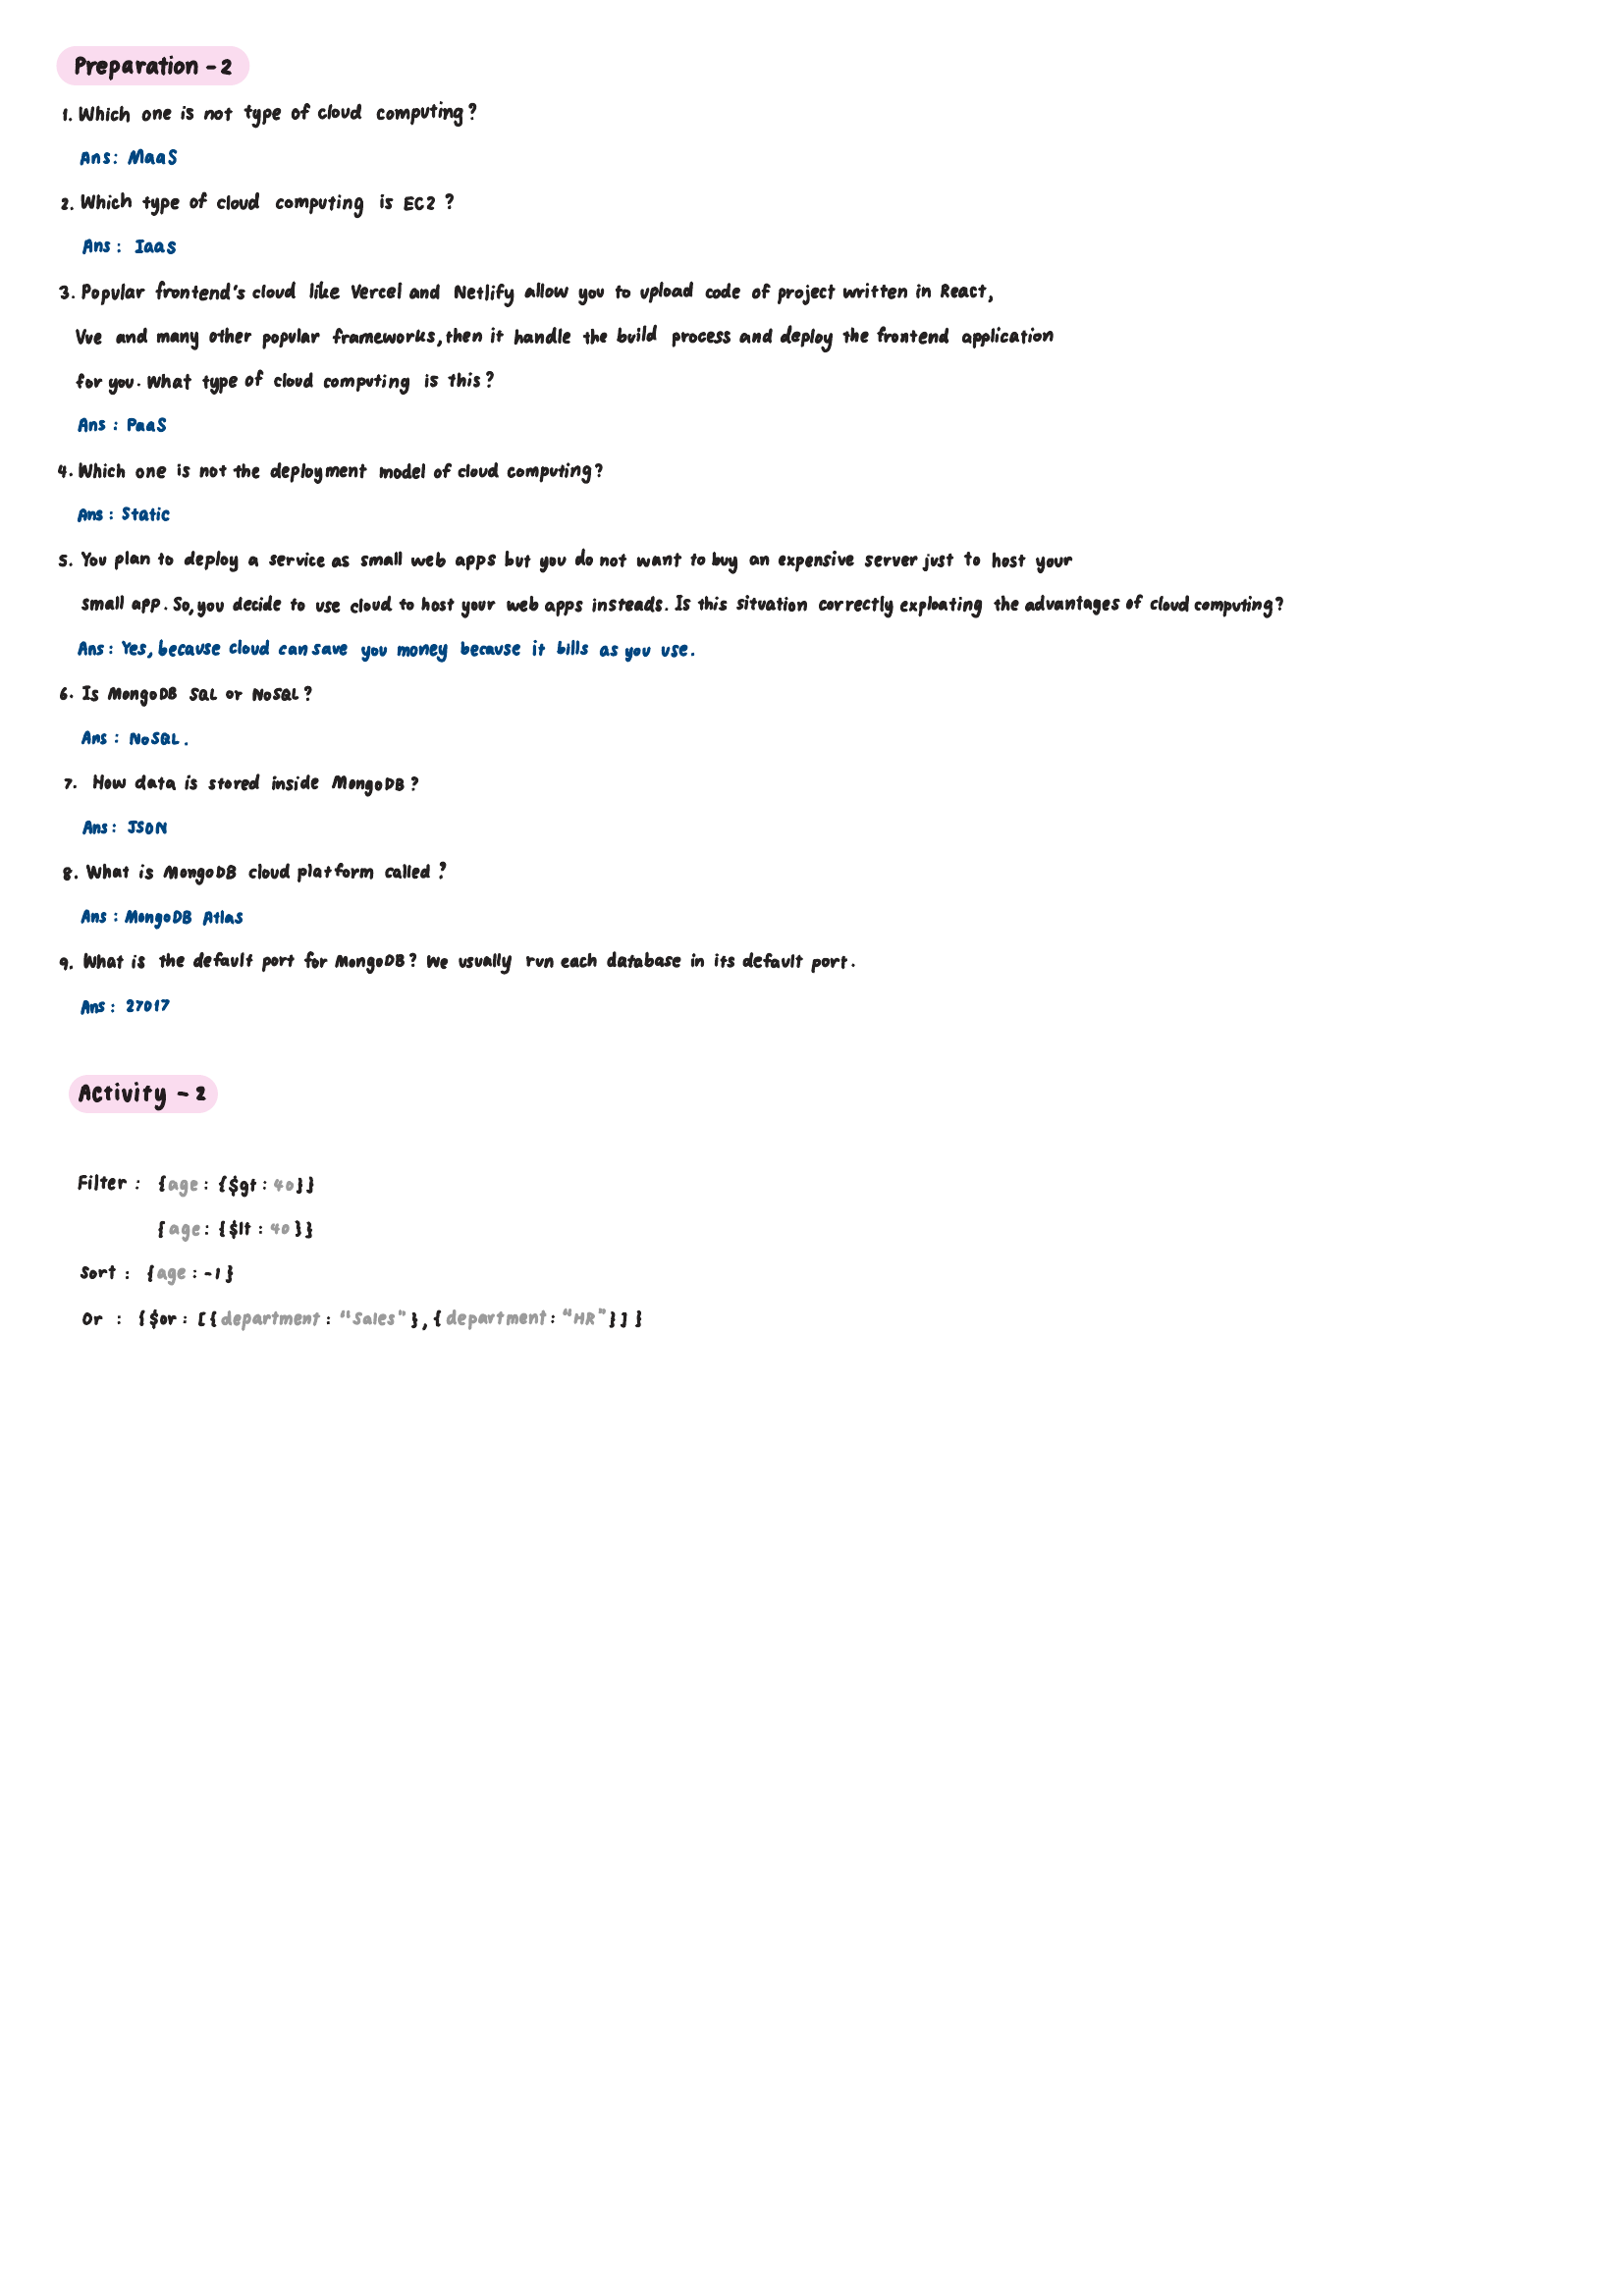 Preparation - 2
1. Which one is not type of cloud computing?
Ans: MaaS
2. Which type of cloud computing is EC2 ?
Ans : IaaS
3. Popular frontend's cloud like Vercel and Netlify allow you to upload code of project written in React,
Vue and many other popular frameworks, then it handle the build process and deploy the frontend application
for you. What type of cloud computing is this?
Ans : PaaS
4. Which one is not the deployment model of cloud computing?
Ans : Static
5. You plan to deploy a service as small web apps but you do not want to buy an expensive server just to host your
small app. So, you decide to use cloud to host your web apps insteads. Is this situation correctly exploating the advantages of cloud computing?
Ans : Yes, because cloud can save you money because it bills as you use.
6. Is MongoDB SQL or NoSQL?
Ans : NoSQL.
7. How data is stored inside MongoDB?
Ans : JSON
8. What is MongoDB cloud platform called ?
Ans : MongoDB Atlas
9. What is the default port for MongoDB? We usually run each database in its default port.
Ans : 27017
Activity - 2
Filter : {age : {$gt : 40}}
{age : {$lt : 40}}
Sort : {age : -1}
Or : {$or : [{department : "Sales"}, {department : "HR"}]}